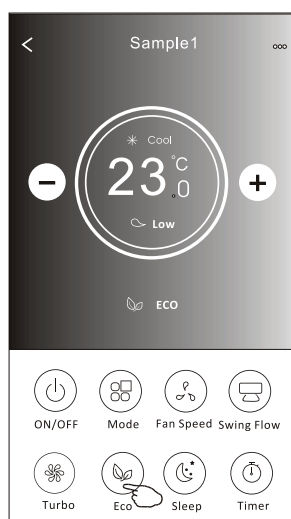 Sample1
Cool
23.0°C
Low
ECO
ON/OFF Mode Fan Speed Swing Flow
Turbo Eco Sleep Timer